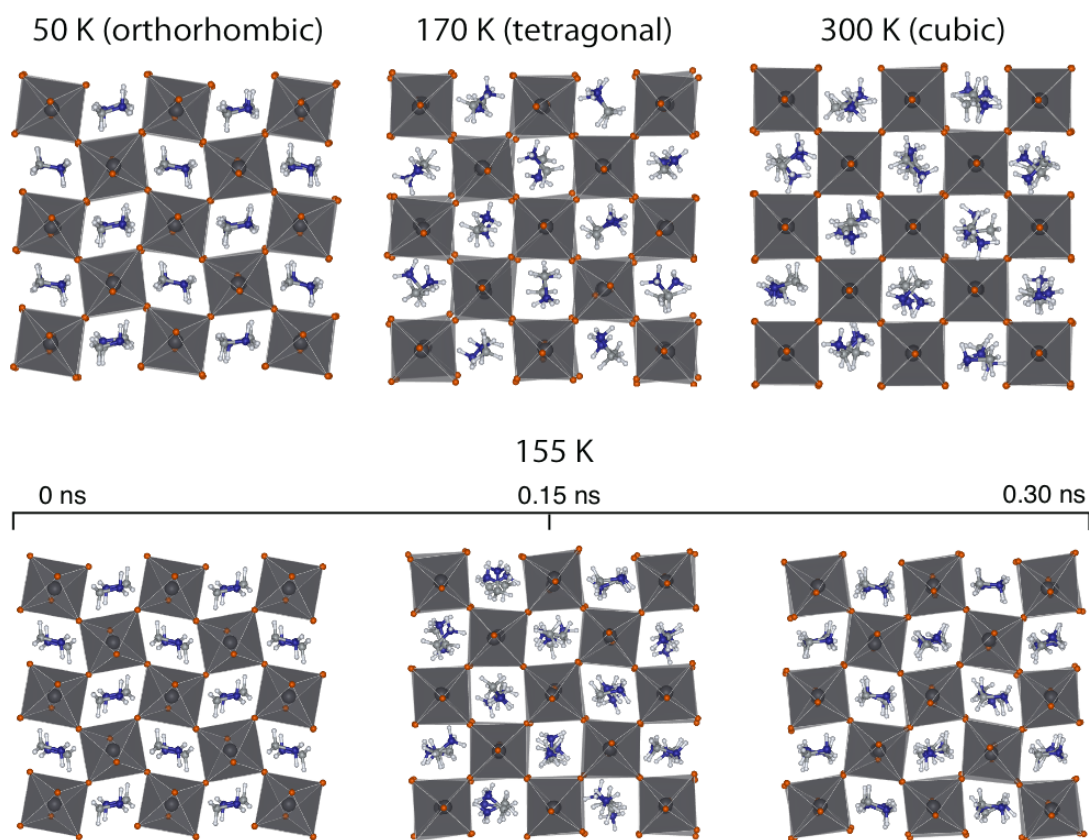 50 K (orthorhombic) 170 K (tetragonal) 300 K (cubic)
155 K
0 ns 0.15 ns 0.30 ns